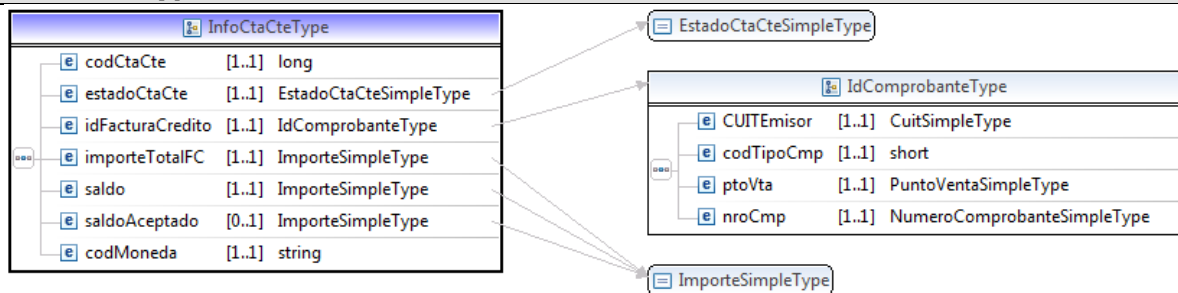 InfoCtaCteType
codCtaCte [1..1] long
estadoCtaCte [1..1] EstadoCtaCteSimpleType
idFacturaCredito [1..1] IdComprobanteType
importeTotalFC [1..1] ImporteSimpleType
saldo [1..1] ImporteSimpleType
saldoAceptado [0..1] ImporteSimpleType
codMoneda [1..1] string
EstadoCtaCteSimpleType
IdComprobanteType
CUITEmisor [1..1] CuitSimpleType
codTipoCmp [1..1] short
ptoVta [1..1] PuntoVentaSimpleType
nroCmp [1..1] NumeroComprobanteSimpleType
ImporteSimpleType